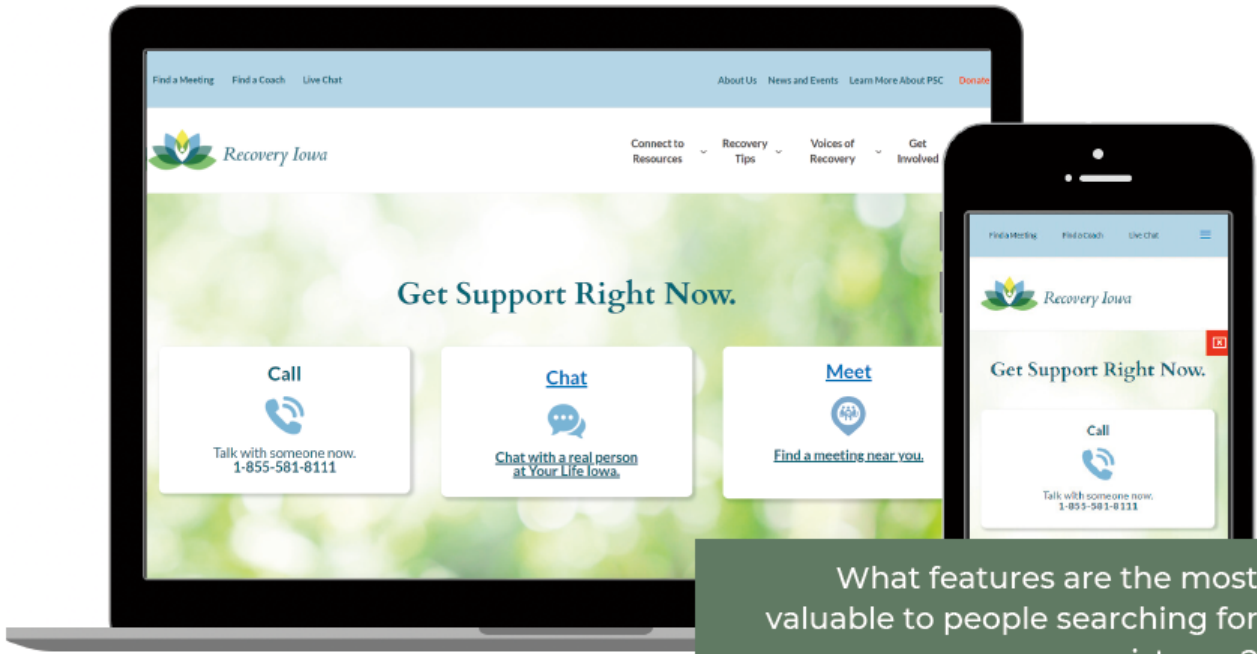 Find a Meeting Find a Coach Live Chat About Us News and Events Learn More About PSC Donate
Recovery Iowa
Connect to Resources Recovery Tips Voices of Recovery Get Involved
Get Support Right Now.
Call
Talk with someone now.
1-855-581-8111
Chat
Chat with a real person
at Your Life Iowa.
Meet
Find a meeting near you.
Find a Meeting Find a Coach Live Chat
Recovery Iowa
Get Support Right Now.
Call
Talk with someone now.
1-855-581-8111
What features are the most
valuable to people searching for